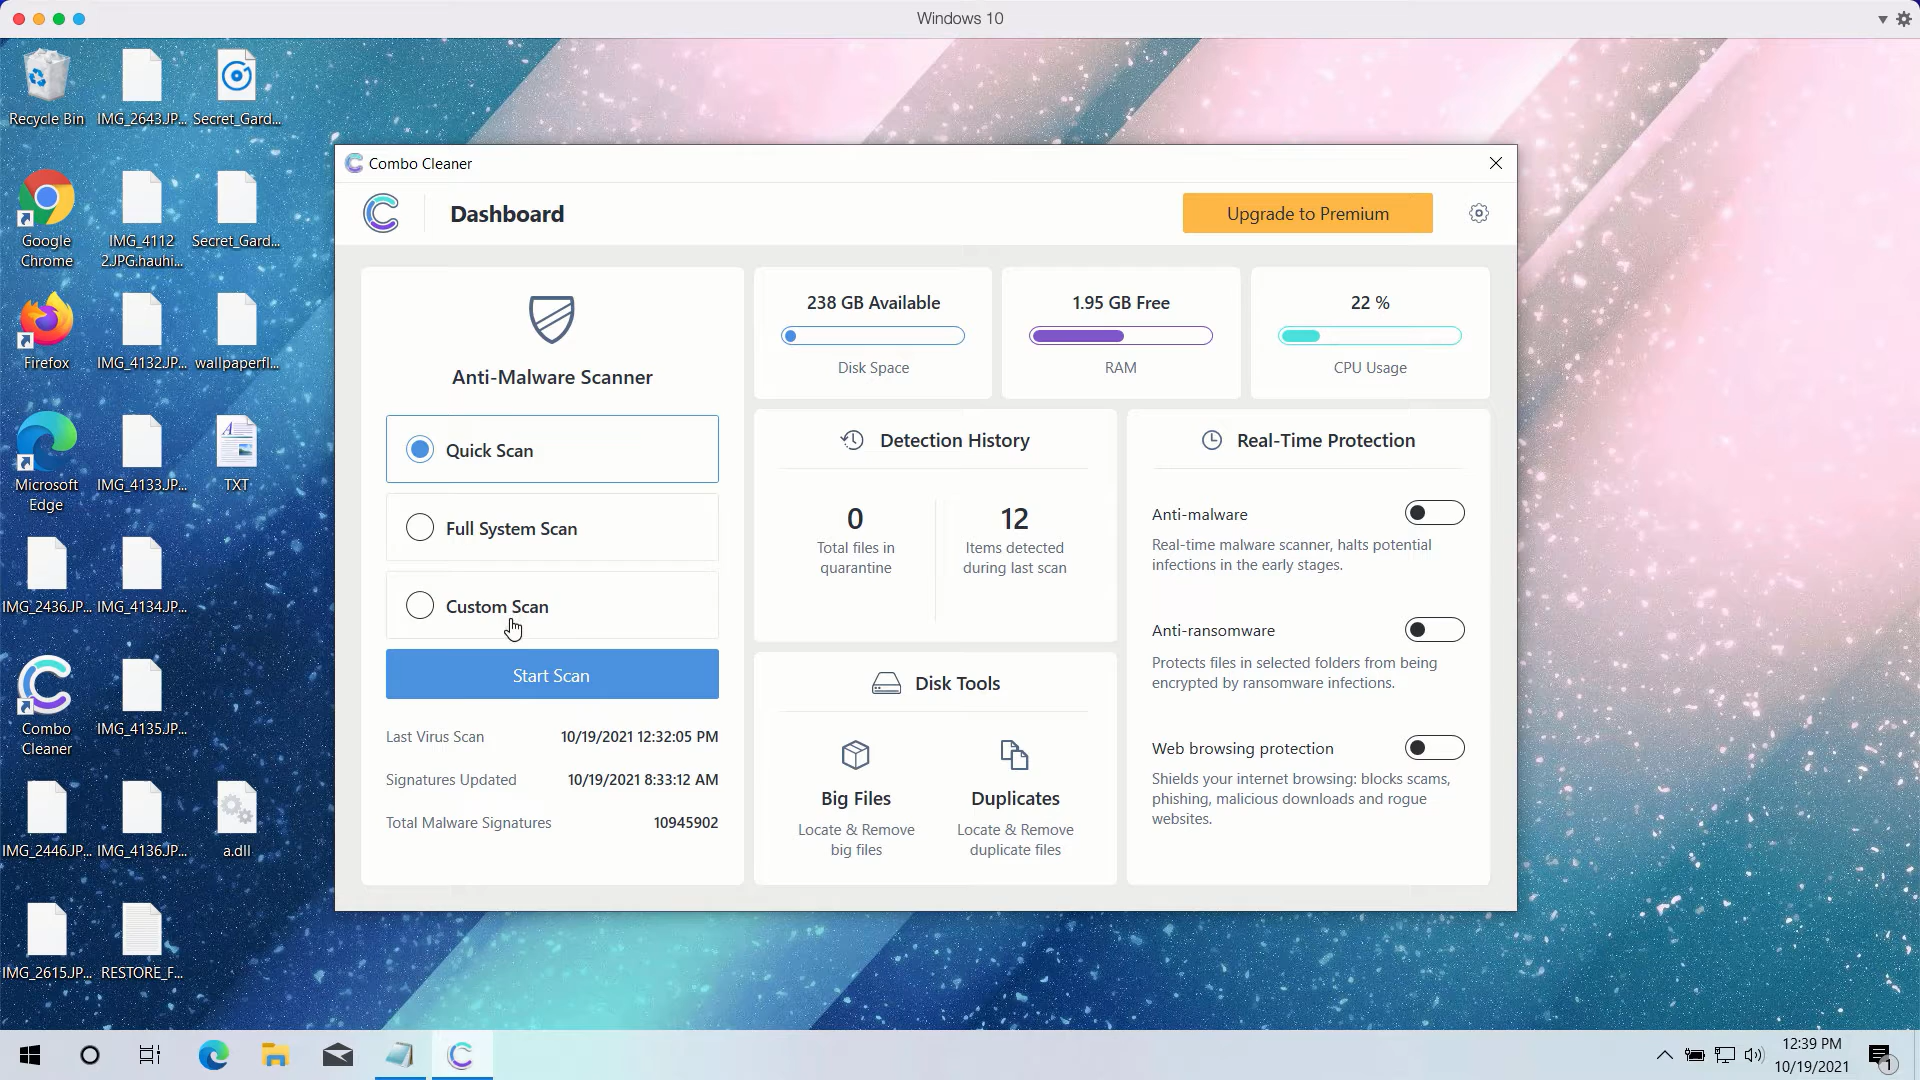 Windows 10
Recycle Bin
IMG_2643.JP...
Secret_Gard...
Google
Chrome
IMG_4112
2.JPG.hauhi...
Secret_Gard...
Firefox
IMG_4132.JP...
wallpaperfl...
Microsoft
Edge
IMG_4133.JP...
TXT
IMG_2436.JP...
IMG_4134.JP...
Combo
Cleaner
IMG_4135.JP...
IMG_2446.JP...
IMG_4136.JP...
a.dll
IMG_2615.JP...
RESTORE_F...
Combo Cleaner
Dashboard
Upgrade to Premium
Anti-Malware Scanner
Quick Scan
Full System Scan
Custom Scan
Start Scan
Last Virus Scan 10/19/2021 12:32:05 PM
Signatures Updated 10/19/2021 8:33:12 AM
Total Malware Signatures 10945902
238 GB Available
Disk Space
1.95 GB Free
RAM
22 %
CPU Usage
Detection History
0
Total files in
quarantine
12
Items detected
during last scan
Disk Tools
Big Files
Locate & Remove
big files
Duplicates
Locate & Remove
duplicate files
Real-Time Protection
Anti-malware
Real-time malware scanner, halts potential
infections in the early stages.
Anti-ransomware
Protects files in selected folders from being
encrypted by ransomware infections.
Web browsing protection
Shields your internet browsing: blocks scams,
phishing, malicious downloads and rogue
websites.
12:39 PM
10/19/2021
1